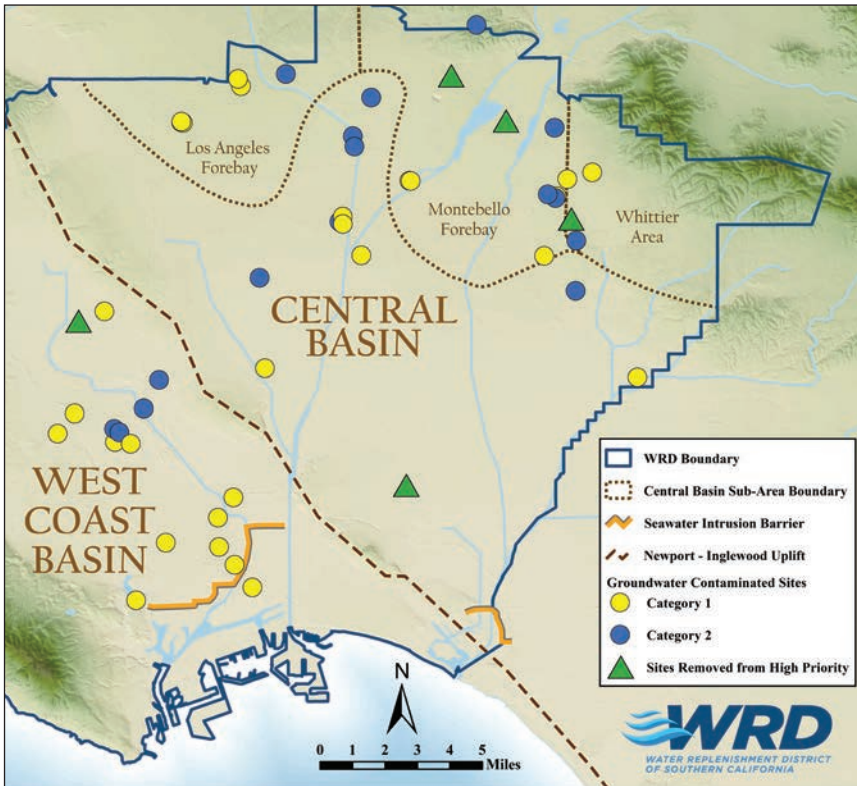 Los Angeles
Forebay
Montebello
Forebay
Whittier
Area
CENTRAL
BASIN
WEST
COAST
BASIN
WRD Boundary
Central Basin Sub-Area Boundary
Seawater Intrusion Barrier
Newport - Inglewood Uplift
Groundwater Contaminated Sites
Category 1
Category 2
Sites Removed from High Priority
N
0 1 2 3 4 5
Miles
WRD
WATER REPLENISHMENT DISTRICT
OF SOUTHERN CALIFORNIA